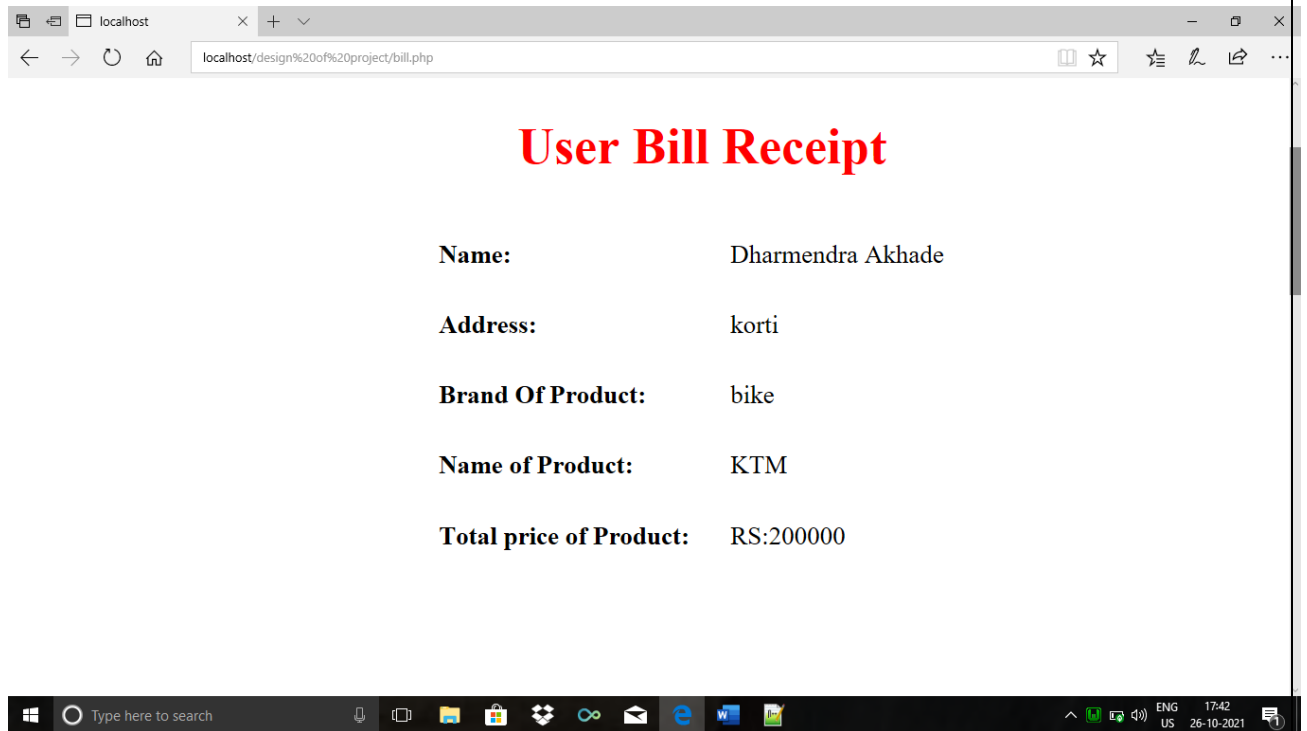 localhost
localhost/design%20of%20project/bill.php
User Bill Receipt
Name: Dharmendra Akhade
Address: korti
Brand Of Product: bike
Name of Product: KTM
Total price of Product: RS:200000
Type here to search
ENG 17:42
US 26-10-2021
1